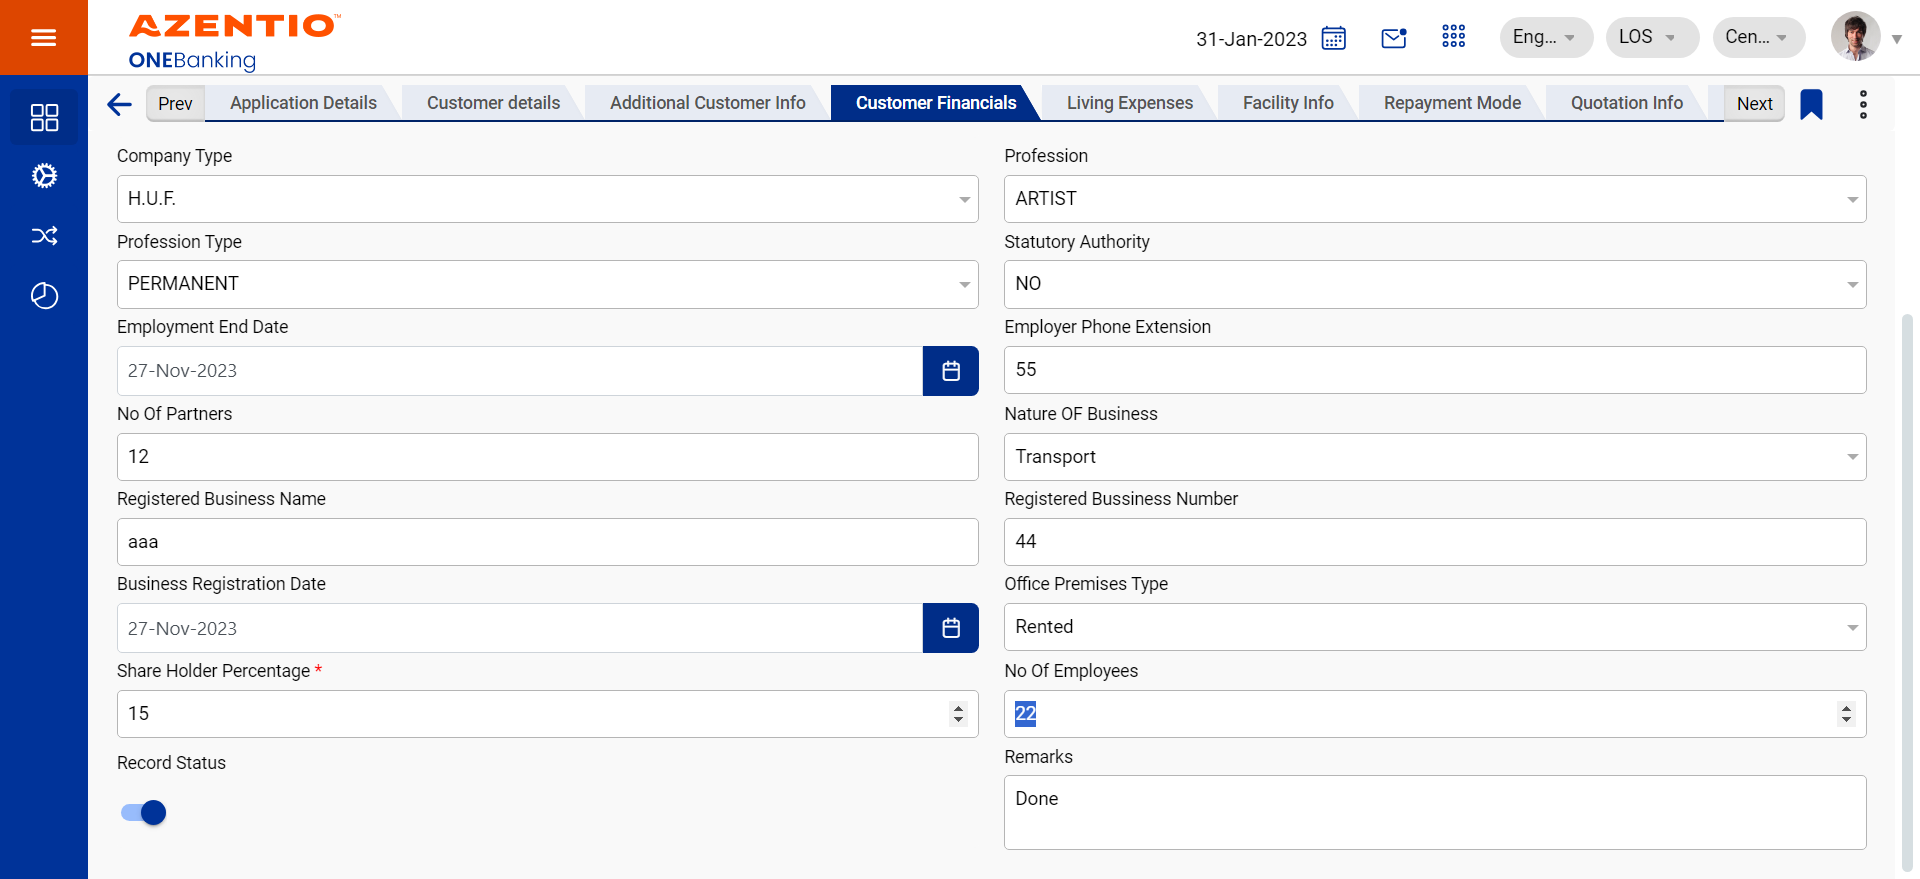 AZENTIO™
ONEBanking
31-Jan-2023
Eng...
LOS
Cen...
Prev
Application Details
Customer details
Additional Customer Info
Customer Financials
Living Expenses
Facility Info
Repayment Mode
Quotation Info
Next
Company Type
Profession
H.U.F.
ARTIST
Profession Type
Statutory Authority
PERMANENT
NO
Employment End Date
Employer Phone Extension
27-Nov-2023
55
No Of Partners
Nature OF Business
12
Transport
Registered Business Name
Registered Bussiness Number
aaa
44
Business Registration Date
Office Premises Type
27-Nov-2023
Rented
Share Holder Percentage *
No Of Employees
15
22
Record Status
Remarks
Done